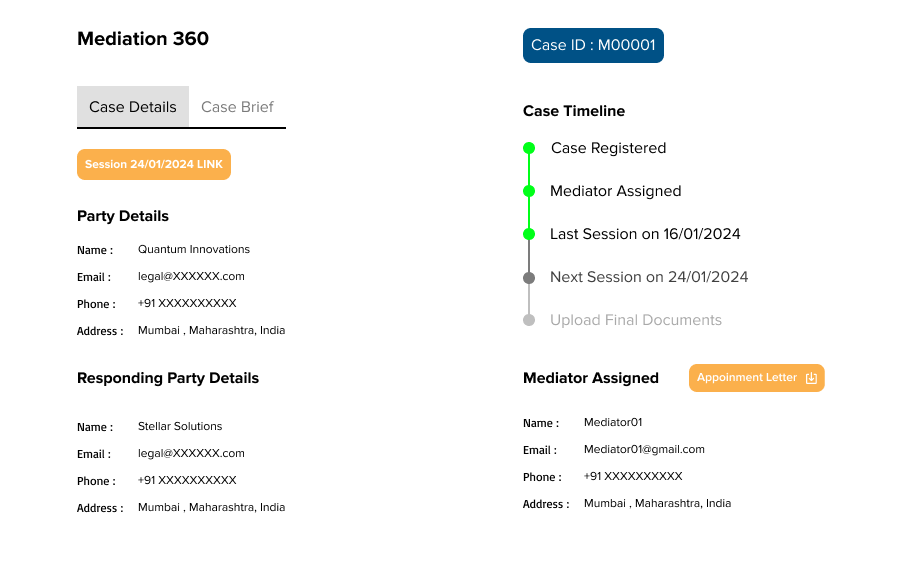 Mediation 360
Case ID : M00001
Case Details
Case Brief
Session 24/01/2024 LINK
Party Details
Name : Quantum Innovations
Email : legal@XXXXXX.com
Phone : +91 XXXXXXXXXX
Address : Mumbai , Maharashtra, India
Responding Party Details
Name : Stellar Solutions
Email : legal@XXXXXX.com
Phone : +91 XXXXXXXXXX
Address : Mumbai , Maharashtra, India
Case Timeline
Case Registered
Mediator Assigned
Last Session on 16/01/2024
Next Session on 24/01/2024
Upload Final Documents
Mediator Assigned
Appoinment Letter
Name : Mediator01
Email : Mediator01@gmail.com
Phone : +91 XXXXXXXXXX
Address : Mumbai , Maharashtra, India